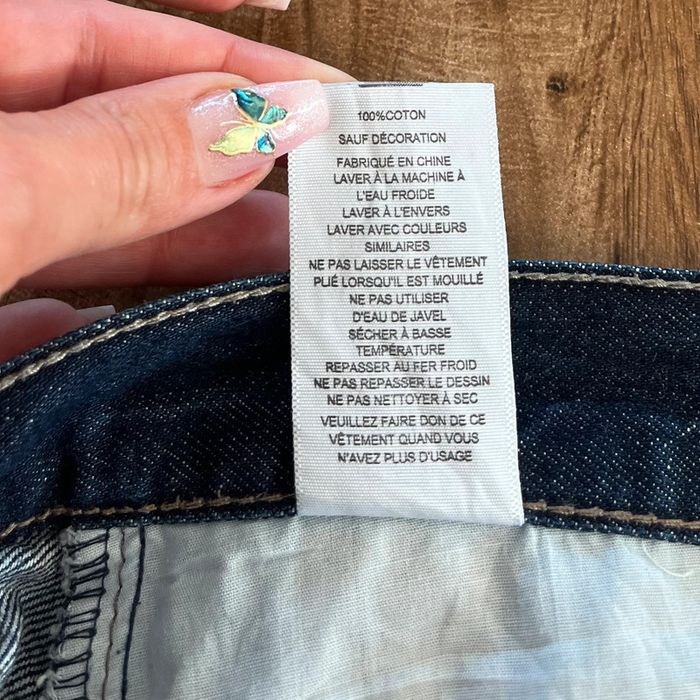 100%COTON
SAUF DÉCORATION
FABRIQUÉ EN CHINE
LAVER À LA MACHINE À
L'EAU FROIDE
LAVER À L'ENVERS
LAVER AVEC COULEURS
SIMILAIRES
NE PAS LAISSER LE VÊTEMENT
PLIÉ LORSQU'IL EST MOUILLÉ
NE PAS UTILISER
D'EAU DE JAVEL
SÉCHER À BASSE
TEMPÉRATURE
REPASSER AU FER FROID
NE PAS REPASSER LE DESSIN
NE PAS NETTOYER À SEC
VEUILLEZ FAIRE DON DE CE
VÊTEMENT QUAND VOUS
N'AVEZ PLUS D'USAGE